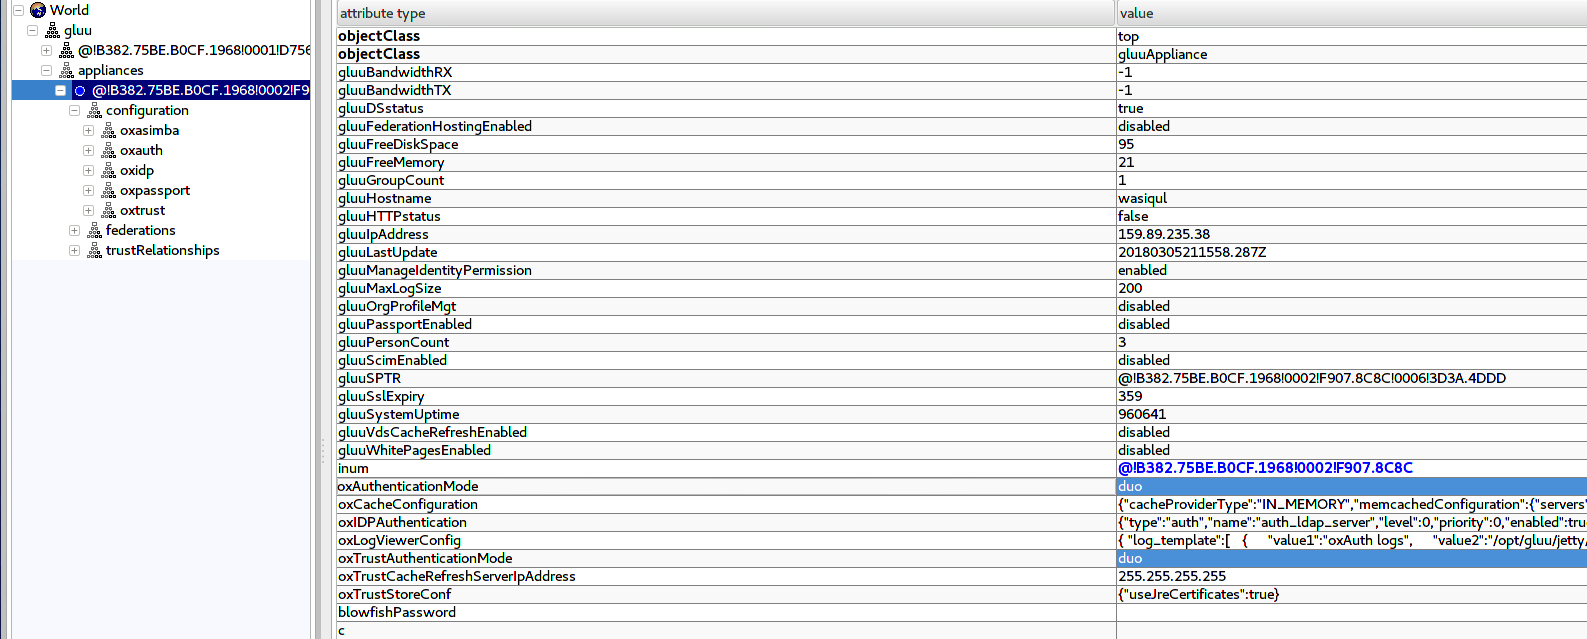 World
gluu
@!B382.75BE.B0CF.1968!0001!D756
appliances
@!B382.75BE.B0CF.1968!0002!F9
configuration
oxasimba
oxauth
oxidp
oxpassport
oxtrust
federations
trustRelationships
attribute type value
objectClass top
objectClass gluuAppliance
gluuBandwidthRX -1
gluuBandwidthTX -1
gluuDSstatus true
gluuFederationHostingEnabled disabled
gluuFreeDiskSpace 95
gluuFreeMemory 21
gluuGroupCount 1
gluuHostname wasiqul
gluuHTTPstatus false
gluuIpAddress 159.89.235.38
gluuLastUpdate 20180305211558.287Z
gluuManageIdentityPermission enabled
gluuMaxLogSize 200
gluuOrgProfileMgt disabled
gluuPassportEnabled disabled
gluuPersonCount 3
gluuScimEnabled disabled
gluuSPTR @!B382.75BE.B0CF.1968!0002!F907.8C8C!0006!3D3A.4DDD
gluuSslExpiry 359
gluuSystemUptime 960641
gluuVdsCacheRefreshEnabled disabled
gluuWhitePagesEnabled disabled
inum @!B382.75BE.B0CF.1968!0002!F907.8C8C
oxAuthenticationMode duo
oxCacheConfiguration {"cacheProviderType":"IN_MEMORY","memcachedConfiguration":{"servers"
oxIDPAuthentication {"type":"auth","name":"auth_ldap_server","level":0,"priority":0,"enabled":true
oxLogViewerConfig { "log_template":[ { "value1":"oxAuth logs", "value2":"/opt/gluu/jetty/
oxTrustAuthenticationMode duo
oxTrustCacheRefreshServerIpAddress 255.255.255.255
oxTrustStoreConf {"useJreCertificates":true}
blowfishPassword
c